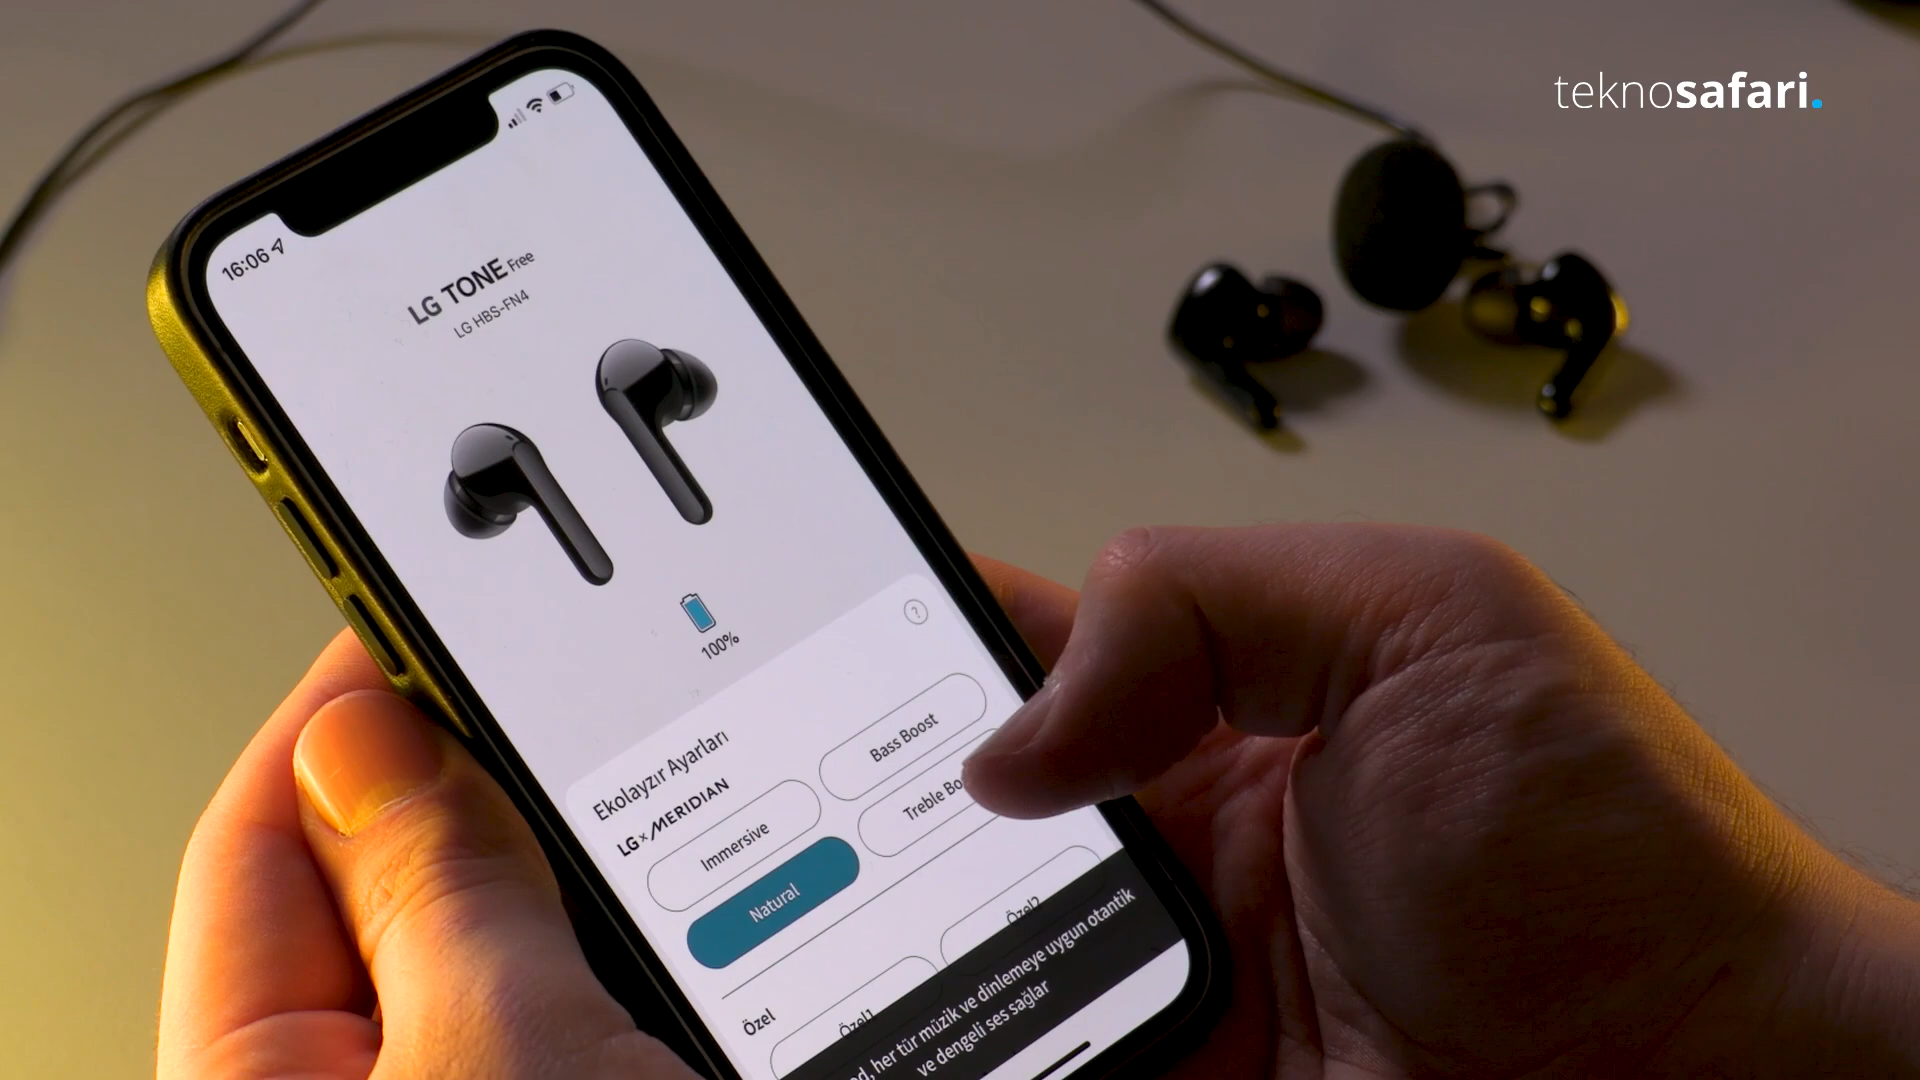 teknosafari.
16:06
LG TONE Free
LG HBS-FN4
100%
?
Ekolayzır Ayarları
LG × MERIDIAN
Immersive
Bass Boost
Natural
Treble
Özel
Özel1
Özel2
her tür müzik ve dinlemeye uygun otantik
ve dengeli ses sağlar